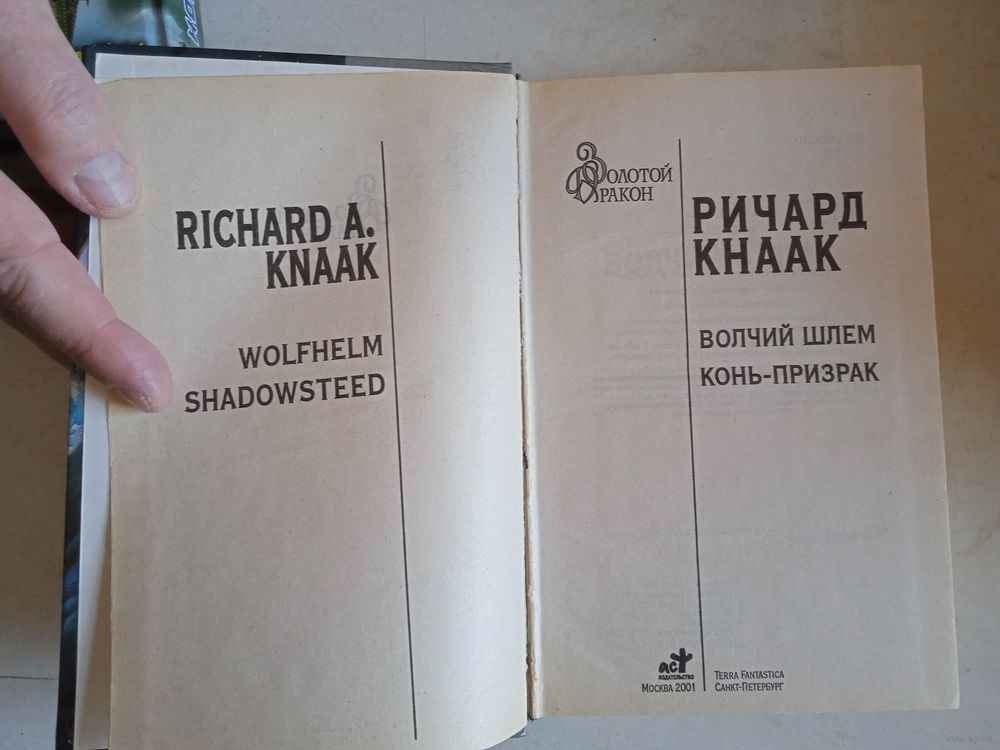 RICHARD A.
KNAAK
WOLFHELM
SHADOWSTEED
ЗОЛОТОЙ
ДРАКОН
РИЧАРД
КНААК
ВОЛЧИЙ ШЛЕМ
КОНЬ-ПРИЗРАК
аст
ИЗДАТЕЛЬСТВО
МОСКВА 2001
TERRA FANTASTICA
САНКТ-ПЕТЕРБУРГ